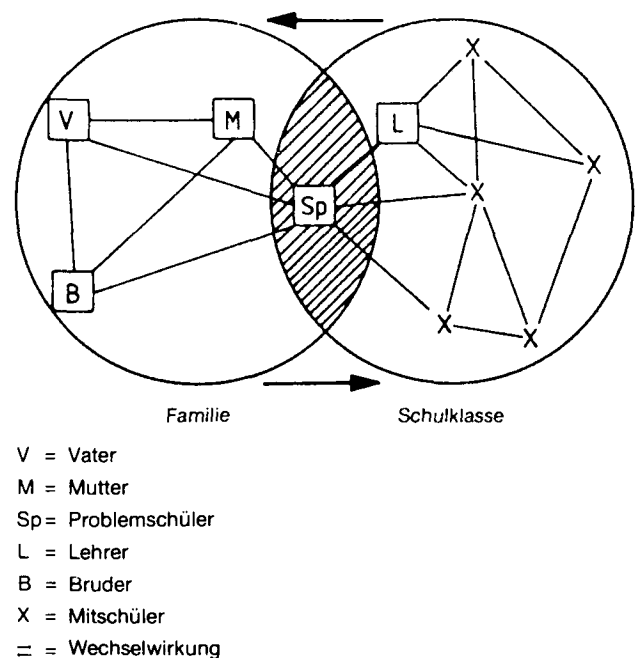 X
V M L
X
Sp X
B
X X
Familie Schulklasse
V = Vater
M = Mutter
Sp= Problemschüler
L = Lehrer
B = Bruder
X = Mitschüler
= Wechselwirkung